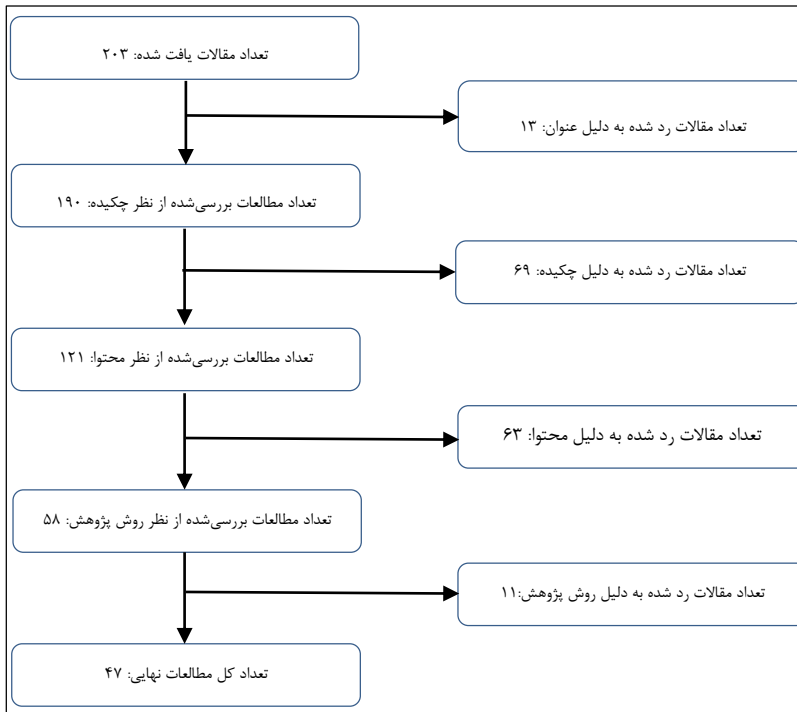 تعداد مقالات یافت شده: ۲۰۳
تعداد مقالات رد شده به دلیل عنوان: ۱۳
تعداد مطالعات بررسی‌شده از نظر چکیده: ۱۹۰
تعداد مقالات رد شده به دلیل چکیده: ۶۹
تعداد مطالعات بررسی‌شده از نظر محتوا: ۱۲۱
تعداد مقالات رد شده به دلیل محتوا: ۶۳
تعداد مطالعات بررسی‌شده از نظر روش پژوهش: ۵۸
تعداد مقالات رد شده به دلیل روش پژوهش:۱۱
تعداد کل مطالعات نهایی: ۴۷